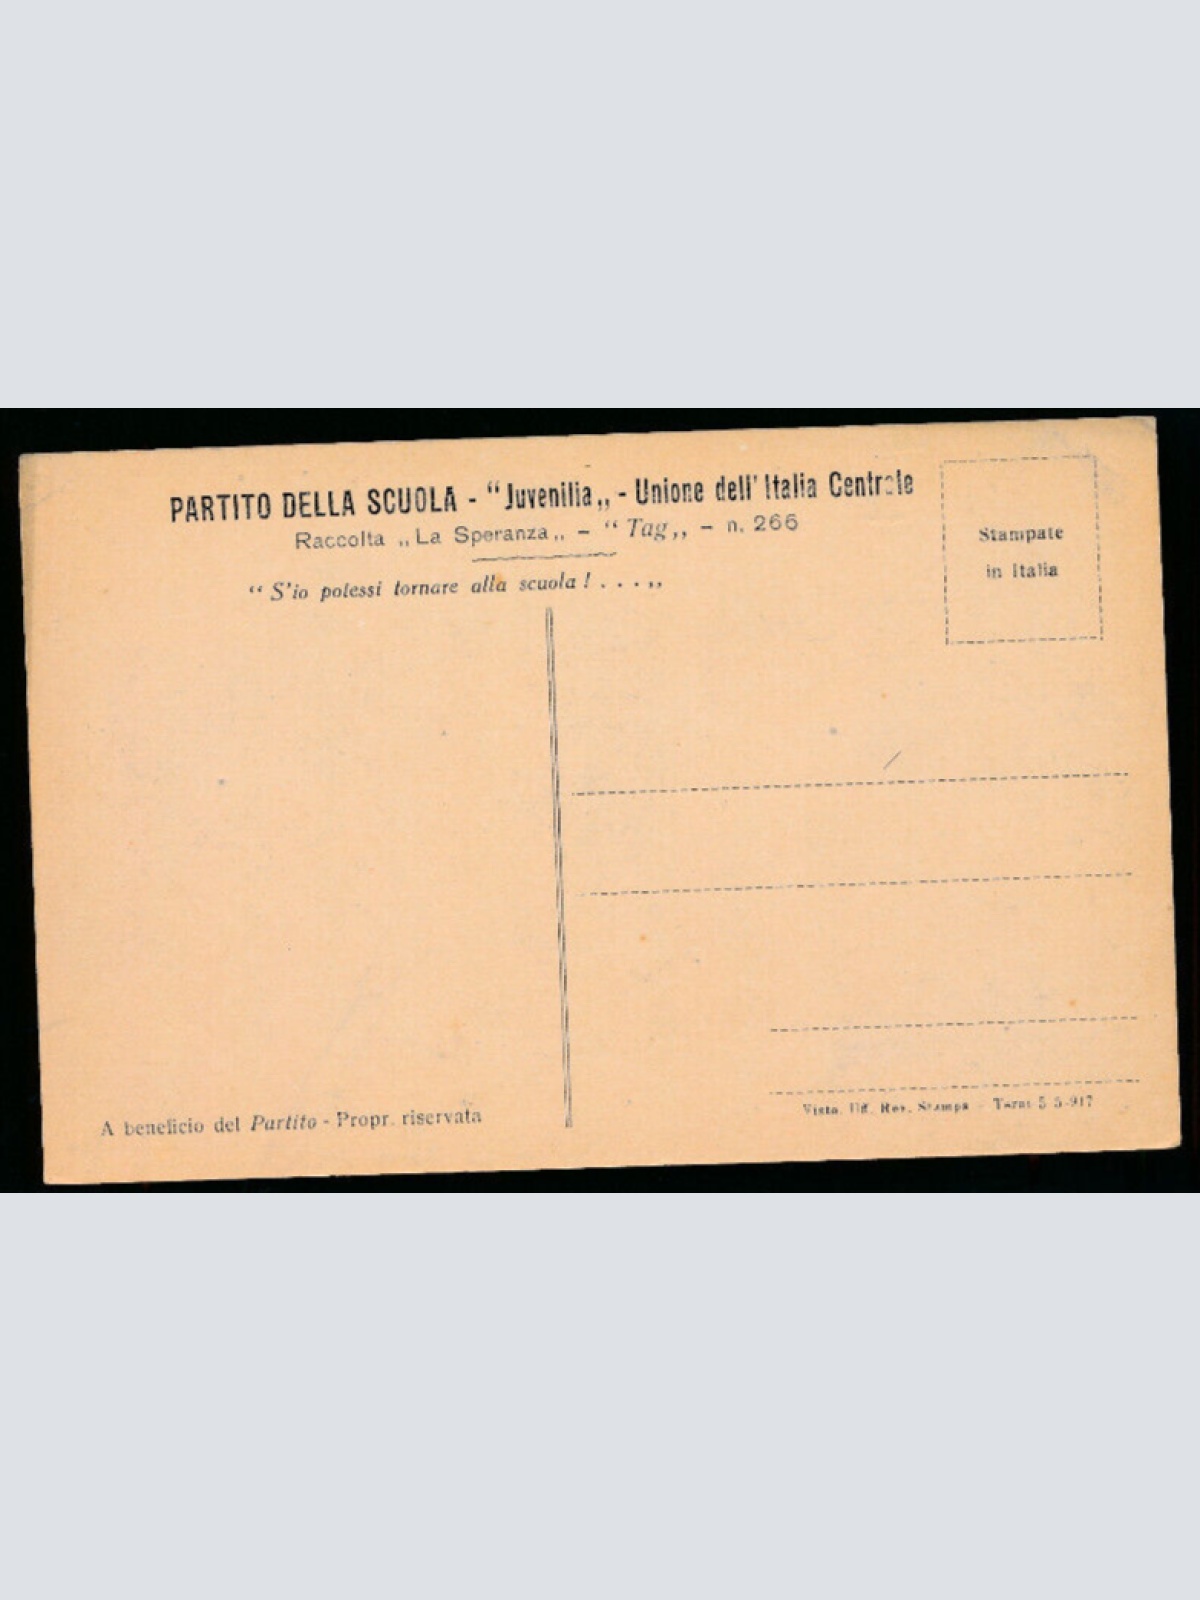 PARTITO DELLA SCUOLA - “Juvenilia„ - Unione dell' Italia Centrale
Raccolta „La Speranza„ - “Tag„ - n. 266
“ S'io potessi tornare alla scuola ! . . . „
Stampate
in Italia
A beneficio del Partito - Propr. riservata
Visto. Uff. Rev. Stampa - Terni 5-5-917